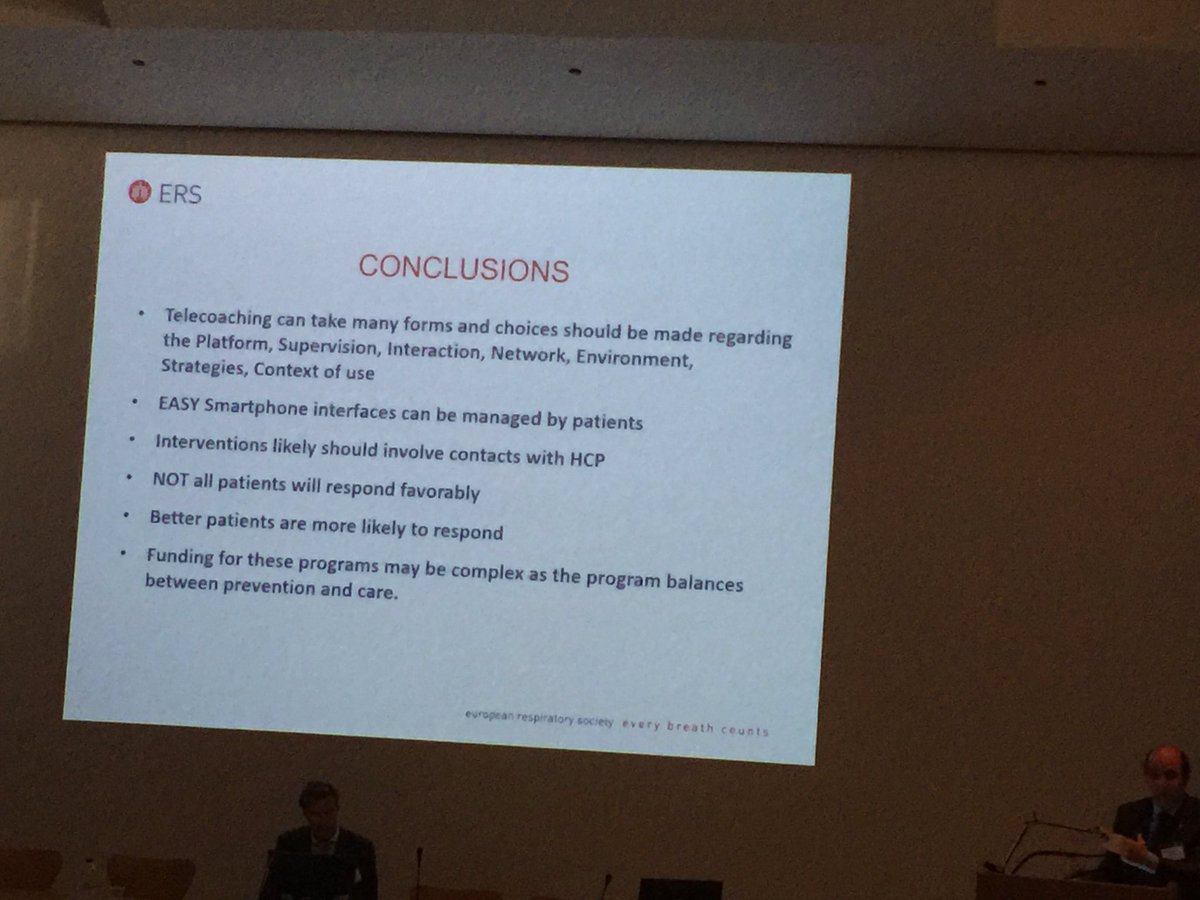 ERS
CONCLUSIONS
• Telecoaching can take many forms and choices should be made regarding
the Platform, Supervision, Interaction, Network, Environment,
Strategies, Context of use
• EASY Smartphone interfaces can be managed by patients
• Interventions likely should involve contacts with HCP
• NOT all patients will respond favorably
• Better patients are more likely to respond
• Funding for these programs may be complex as the program balances
between prevention and care.
european respiratory society every breath counts